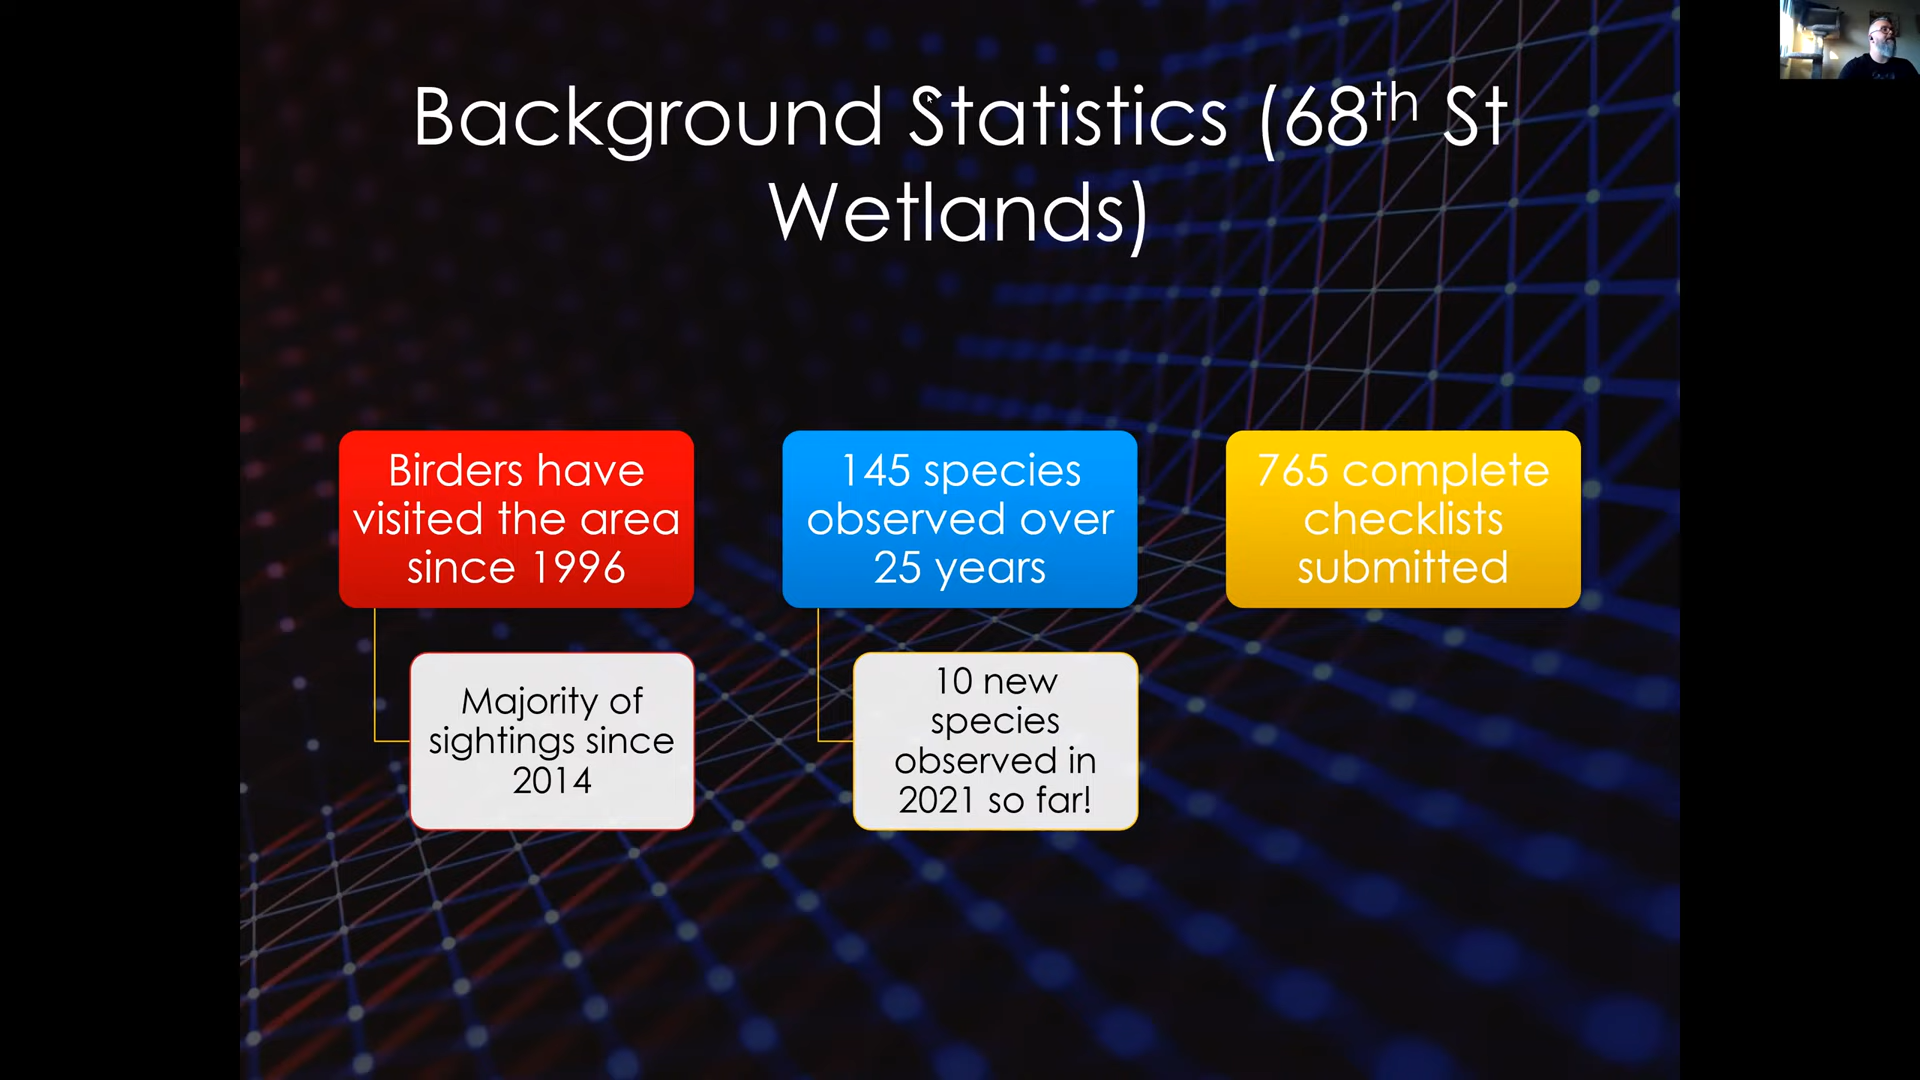 Background Statistics (68th St
Wetlands)
Birders have
visited the area
since 1996
Majority of
sightings since
2014
145 species
observed over
25 years
10 new
species
observed in
2021 so far!
765 complete
checklists
submitted